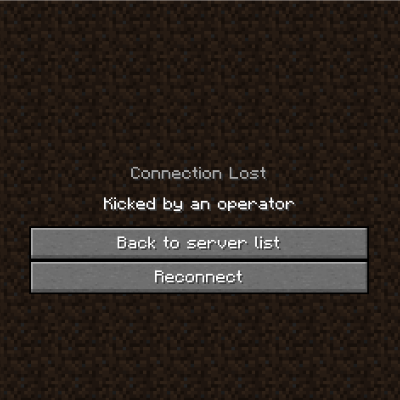 Connection Lost
Kicked by an operator
Back to server list
Reconnect